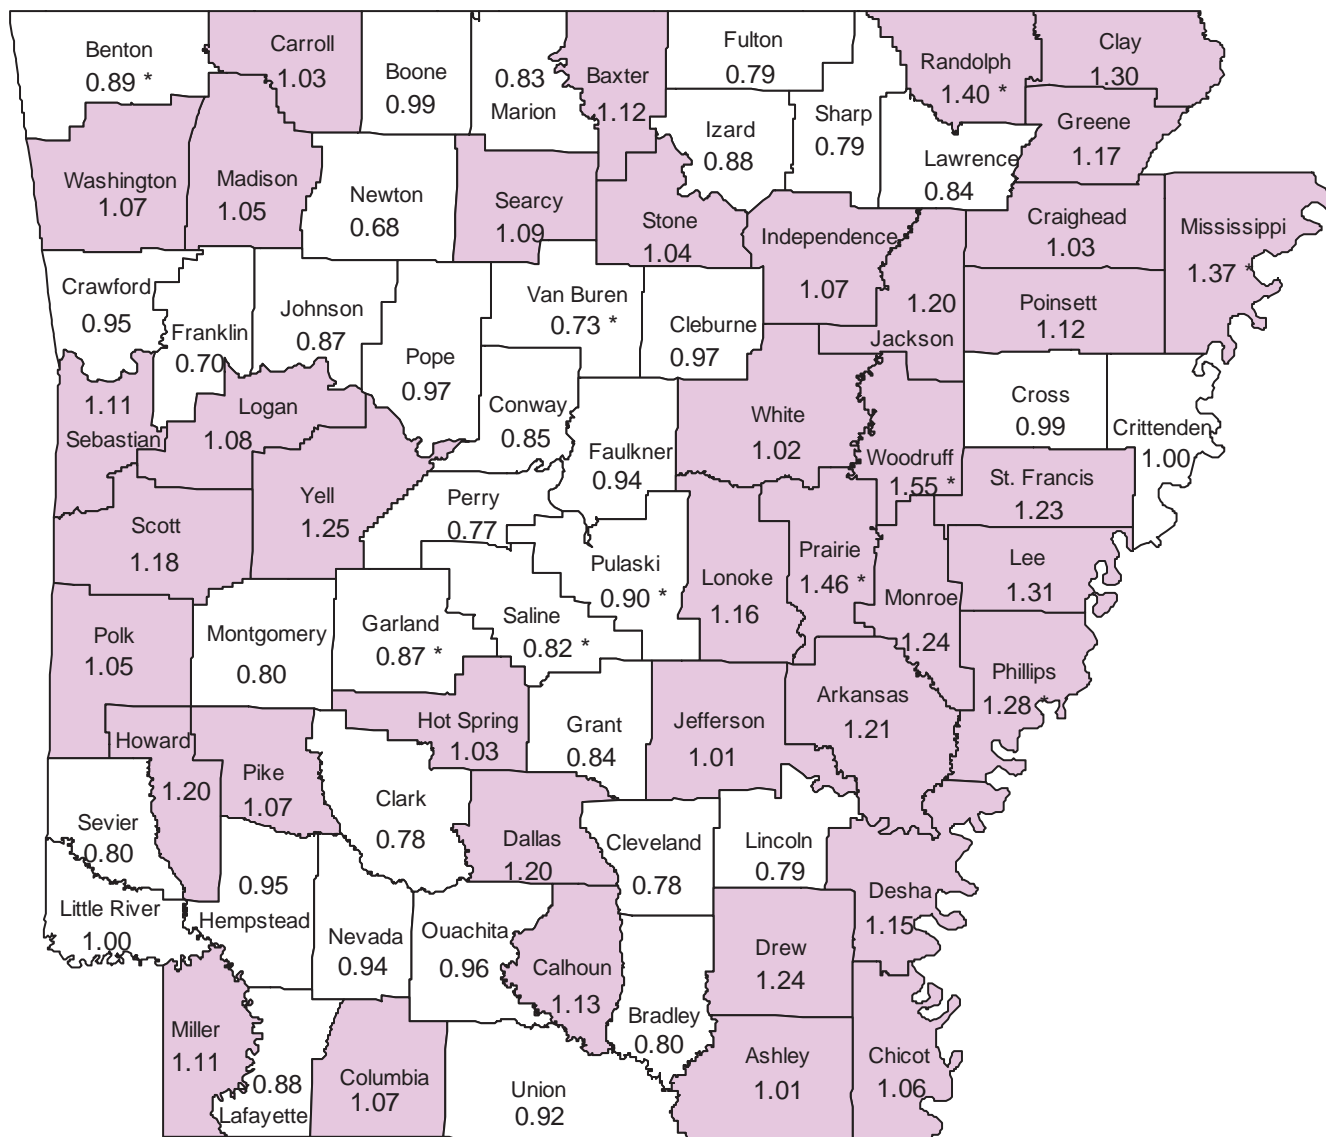 Benton
0.89 *
Carroll
1.03
Boone
0.99
0.83
Marion
Baxter
1.12
Fulton
0.79
Izard
0.88
Sharp
0.79
Randolph
1.40 *
Clay
1.30
Greene
1.17
Lawrence
0.84
Washington
1.07
Madison
1.05
Newton
0.68
Searcy
1.09
Stone
1.04
Independence
1.07
1.20
Jackson
Craighead
1.03
Mississippi
1.37 *
Poinsett
1.12
Crawford
0.95
Franklin
0.70
Johnson
0.87
Pope
0.97
Van Buren
0.73 *
Cleburne
0.97
1.11
Sebastian
Logan
1.08
Conway
0.85
Faulkner
0.94
White
1.02
Woodruff
1.55 *
Cross
0.99
Crittenden
1.00
St. Francis
1.23
Scott
1.18
Yell
1.25
Perry
0.77
Pulaski
0.90 *
Lonoke
1.16
Prairie
1.46 *
Monroe
1.24
Lee
1.31
Phillips
1.28 *
Polk
1.05
Montgomery
0.80
Garland
0.87 *
Saline
0.82 *
Hot Spring
1.03
Grant
0.84
Jefferson
1.01
Arkansas
1.21
Howard
1.20
Pike
1.07
Clark
0.78
Dallas
1.20
Cleveland
0.78
Lincoln
0.79
Desha
1.15
Sevier
0.80
Little River
1.00
0.95
Hempstead
Nevada
0.94
Ouachita
0.96
Calhoun
1.13
Bradley
0.80
Drew
1.24
Miller
1.11
0.88
Lafayette
Columbia
1.07
Union
0.92
Ashley
1.01
Chicot
1.06